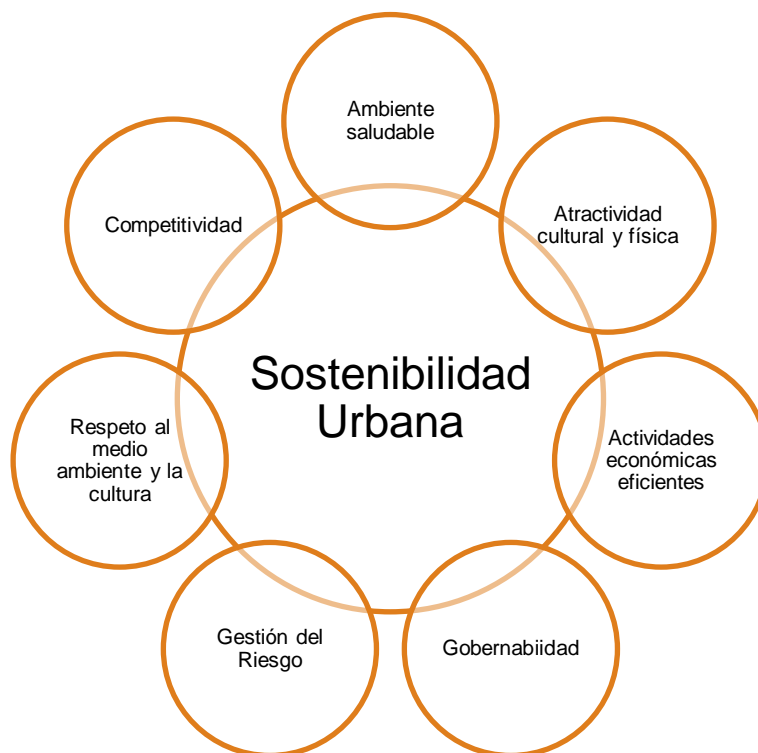 Ambiente
saludable
Atractividad
cultural y física
Actividades
económicas
eficientes
Gobernabiidad
Gestión del
Riesgo
Respeto al
medio
ambiente y la
cultura
Competitividad
Sostenibilidad
Urbana